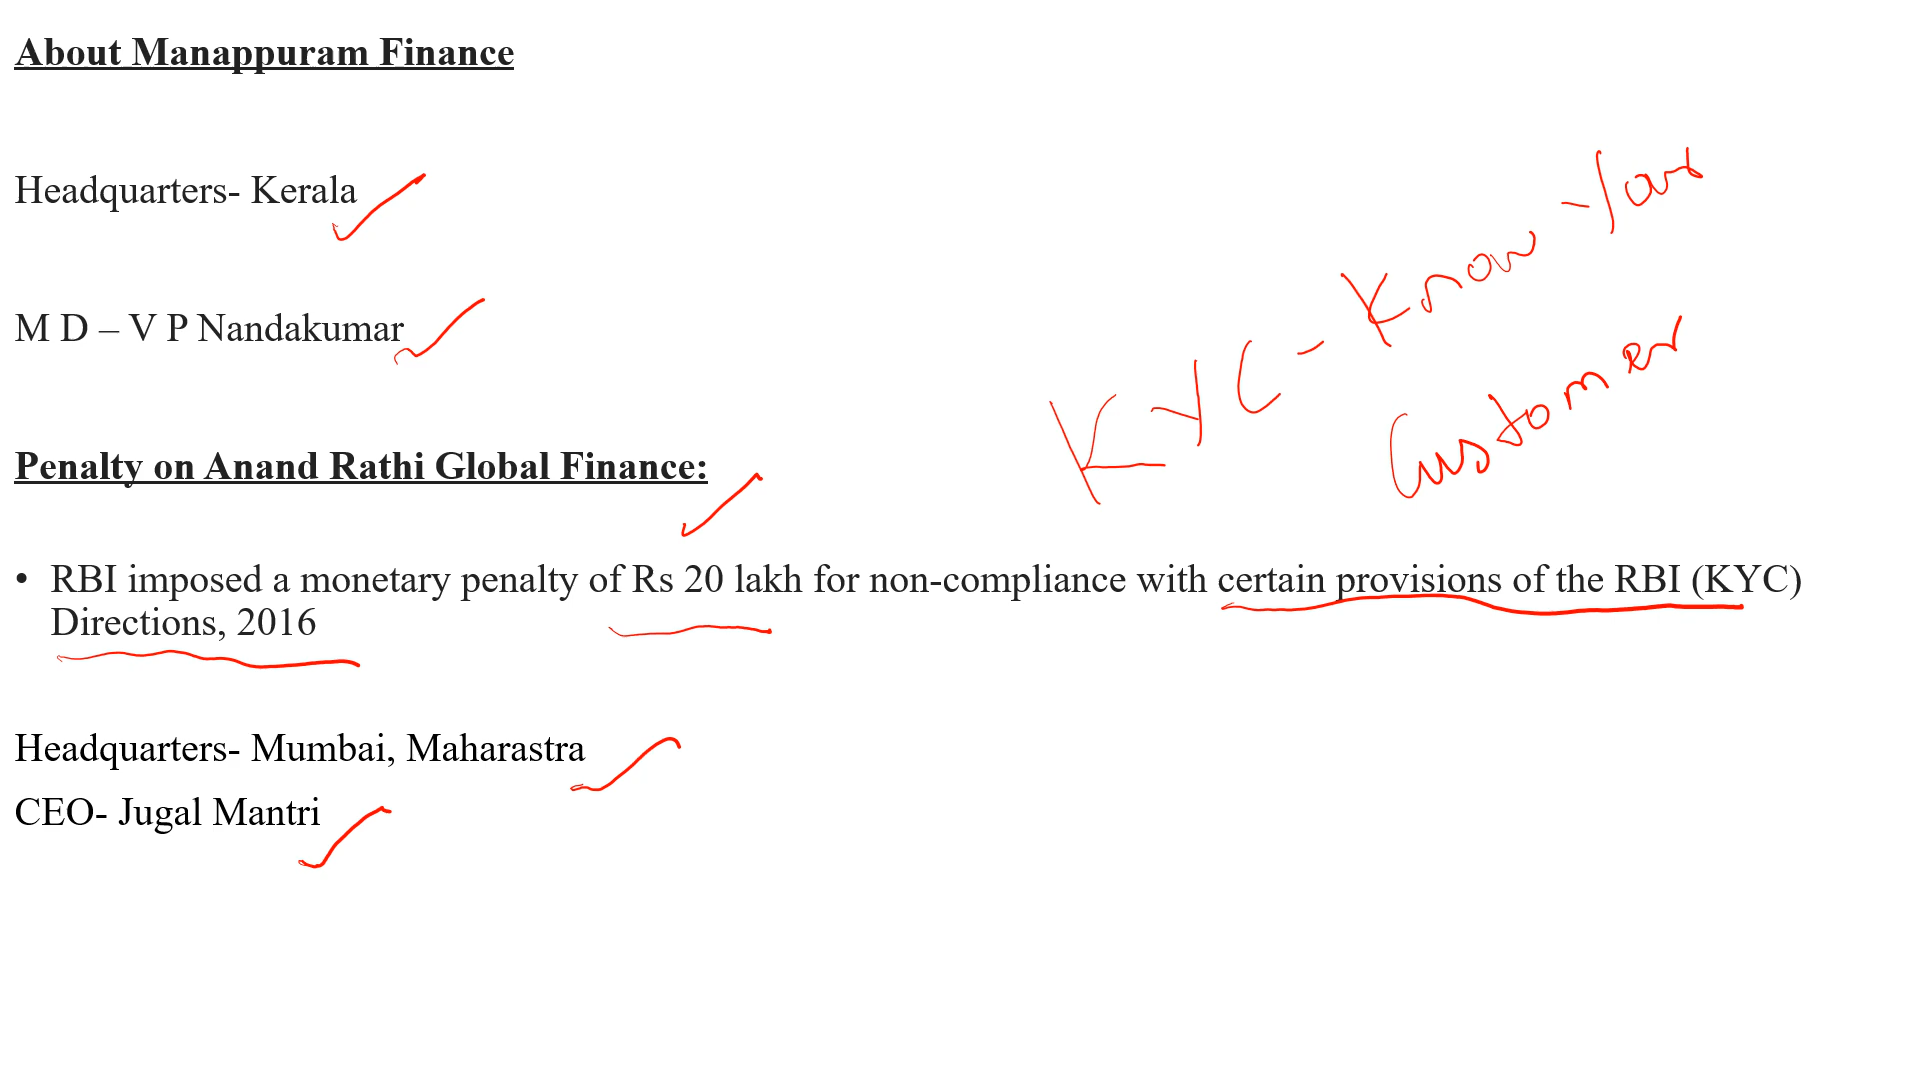 About Manappuram Finance
Headquarters- Kerala
M D – V P Nandakumar
KYC - Know Your
Customer
Penalty on Anand Rathi Global Finance:
• RBI imposed a monetary penalty of Rs 20 lakh for non-compliance with certain provisions of the RBI (KYC)
Directions, 2016
Headquarters- Mumbai, Maharastra
CEO- Jugal Mantri